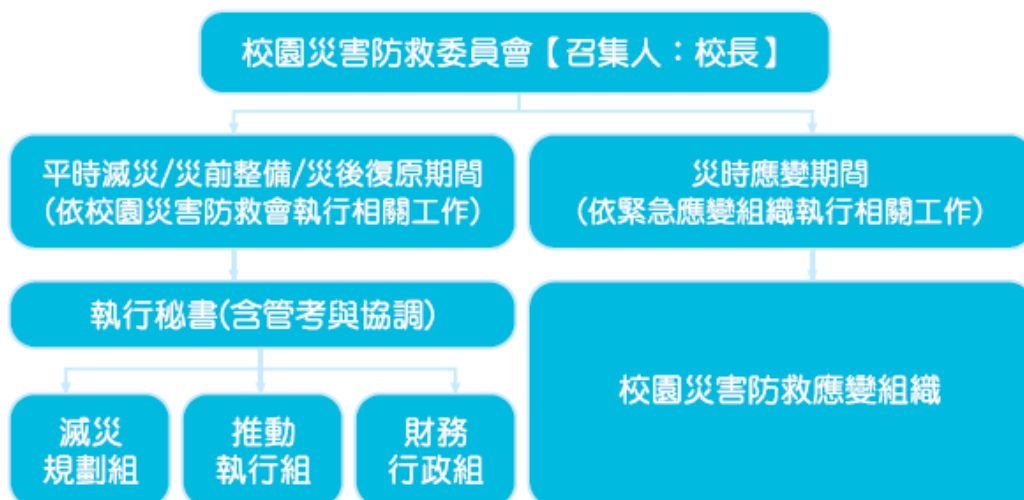 校園災害防救委員會【召集人：校長】
平時減災/災前整備/災後復原期間
(依校園災害防救會執行相關工作)
災時應變期間
(依緊急應變組織執行相關工作)
執行秘書(含管考與協調)
減災
規劃組
推動
執行組
財務
行政組
校園災害防救應變組織